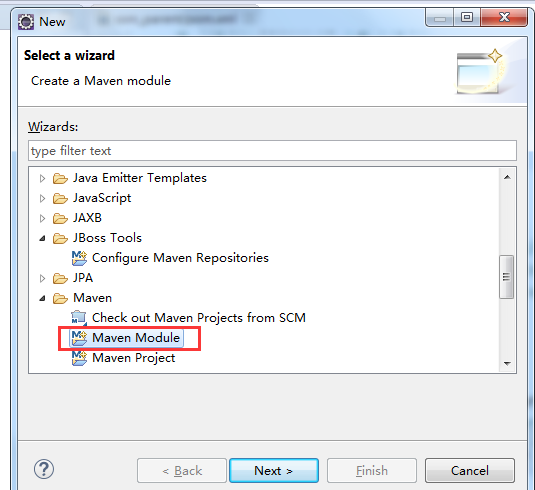 New
Select a wizard
Create a Maven module
Wizards:
type filter text
Java Emitter Templates
JavaScript
JAXB
JBoss Tools
Configure Maven Repositories
JPA
Maven
Check out Maven Projects from SCM
Maven Module
Maven Project
?
< Back
Next >
Finish
Cancel